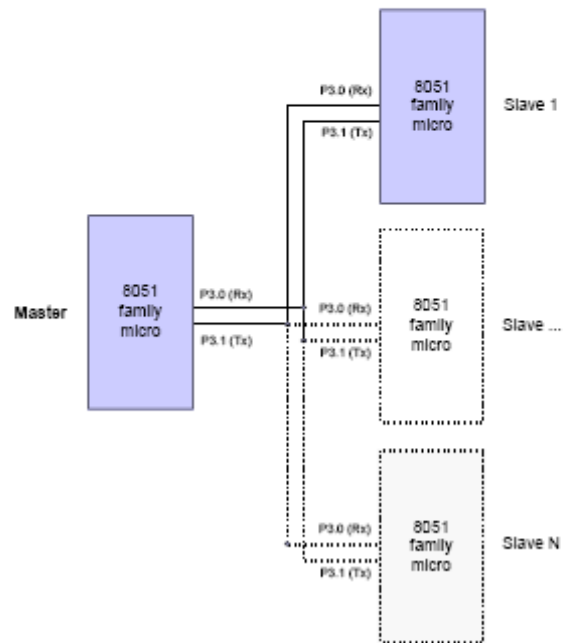 P3.0 (Rx)
P3.1 (Tx)
8051
family
micro
Slave 1
Master
8051
family
micro
P3.0 (Rx)
P3.1 (Tx)
P3.0 (Rx)
P3.1 (Tx)
8051
family
micro
Slave ...
P3.0 (Rx)
P3.1 (Tx)
8051
family
micro
Slave N